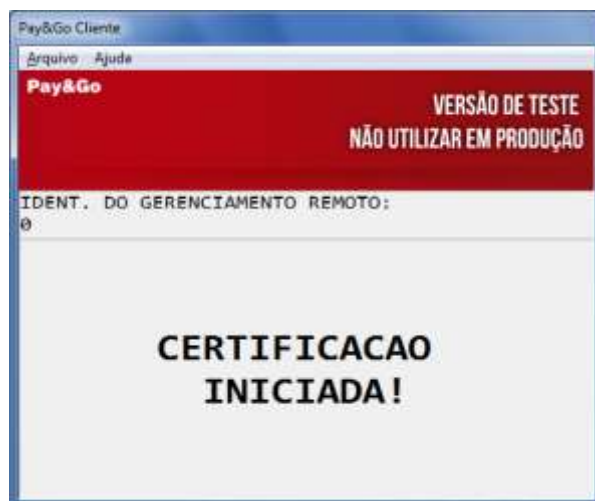 Pay&Go Cliente
Arquivo Ajuda
Pay&Go
VERSÃO DE TESTE
NÃO UTILIZAR EM PRODUÇÃO
IDENT. DO GERENCIAMENTO REMOTO:
0
CERTIFICACAO
INICIADA!